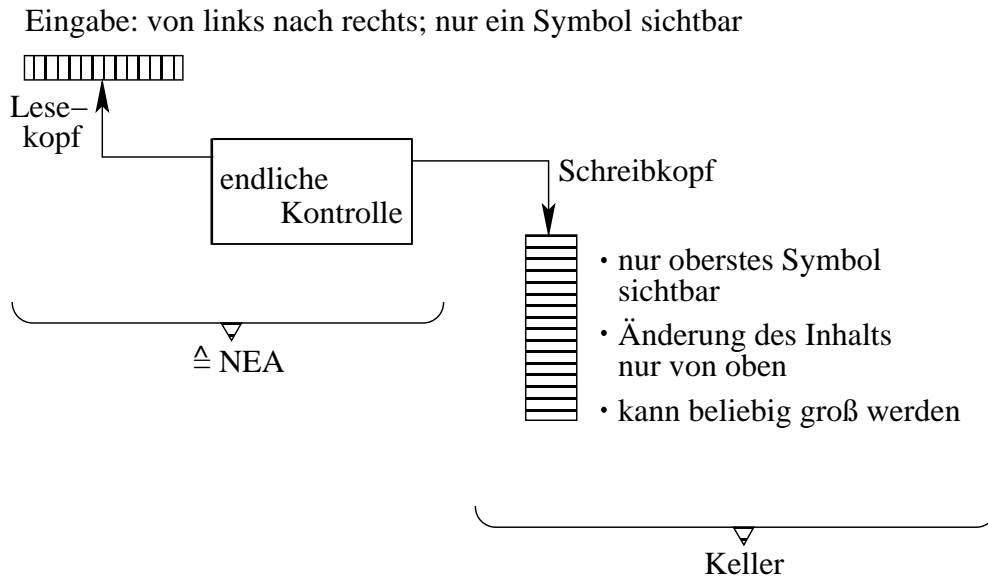 Eingabe: von links nach rechts; nur ein Symbol sichtbar
Lese–
kopf
endliche
Kontrolle
Schreibkopf
· nur oberstes Symbol
sichtbar
· Änderung des Inhalts
nur von oben
· kann beliebig groß werden
≙ NEA
Keller